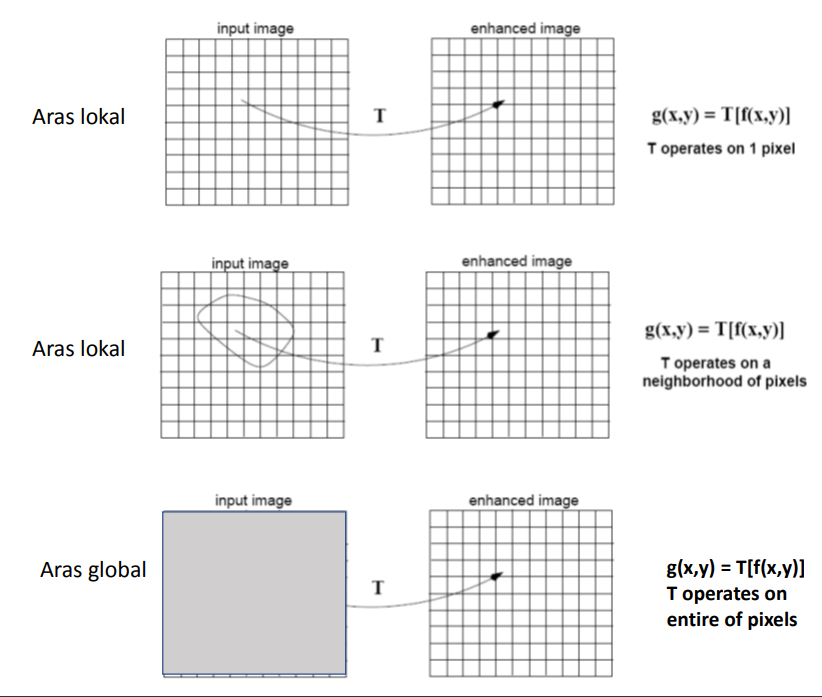 input image
enhanced image
Aras lokal
T
g(x,y) = T[f(x,y)]
T operates on 1 pixel
input image
enhanced image
Aras lokal
T
g(x,y) = T[f(x,y)]
T operates on a
neighborhood of pixels
input image
enhanced image
Aras global
T
g(x,y) = T[f(x,y)]
T operates on
entire of pixels